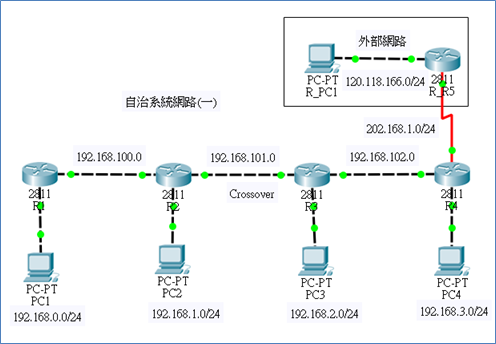 外部網路
PC-PT
R_PC1
120.118.166.0/24
2811
R_R5
自治系統網路(一)
202.168.1.0/24
192.168.100.0
192.168.101.0
192.168.102.0
Crossover
2811
R1
2811
R2
2811
R3
2811
R4
PC-PT
PC1
PC-PT
PC2
PC-PT
PC3
PC-PT
PC4
192.168.0.0/24
192.168.1.0/24
192.168.2.0/24
192.168.3.0/24